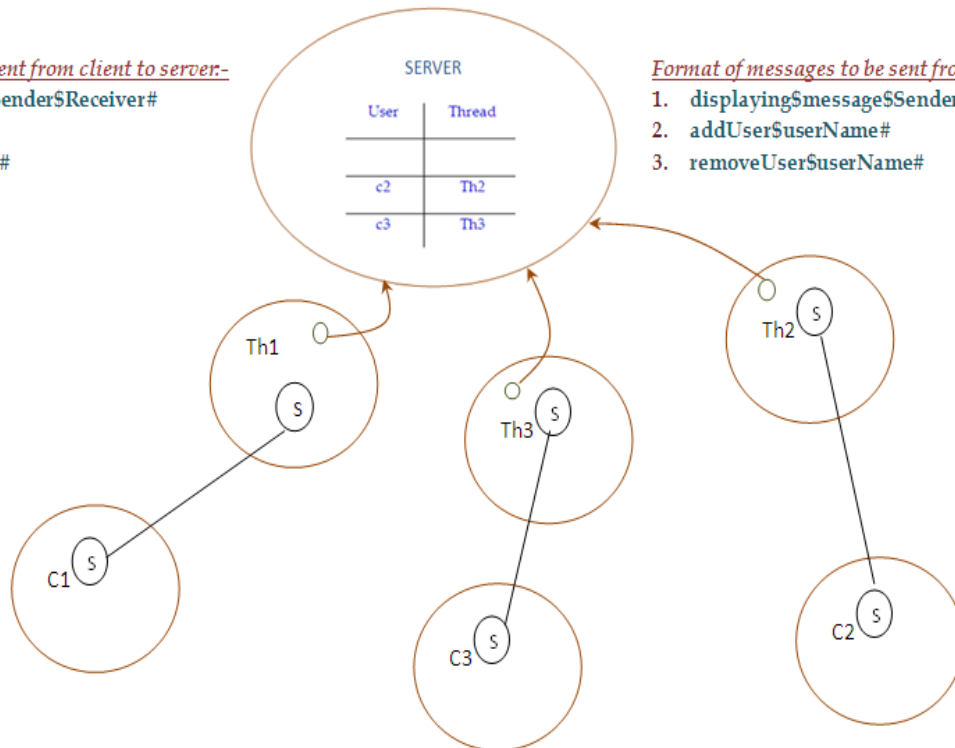 ent from client to server:-
ender$Receiver#
#
SERVER
User Thread
c2 Th2
c3 Th3
Format of messages to be sent fro
1. displaying$message$Sender
2. addUser$userName#
3. removeUser$userName#
Th1
S
Th3
S
Th2
S
C1
S
C3
S
C2
S